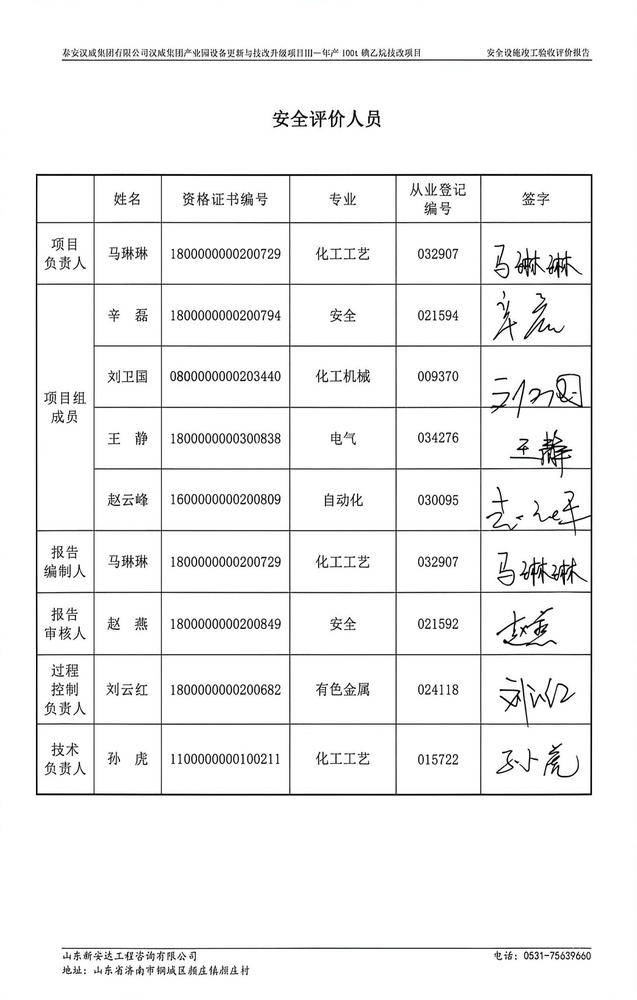 泰安汉威集团有限公司汉威集团产业园设备更新与技改升级项目III—年产 100t 碘乙烷技改项目 安全设施竣工验收评价报告
安全评价人员
姓名 资格证书编号 专业 从业登记编号 签字
项目负责人 马琳琳 1800000000200729 化工工艺 032907 马琳琳
项目组成员
辛 磊 1800000000200794 安全 021594 辛磊
刘卫国 0800000000203440 化工机械 009370 刘卫国
王 静 1800000000300838 电气 034276 王静
赵云峰 1600000000200809 自动化 030095 赵云峰
报告编制人 马琳琳 1800000000200729 化工工艺 032907 马琳琳
报告审核人 赵 燕 1800000000200849 安全 021592 赵燕
过程控制负责人 刘云红 1800000000200682 有色金属 024118 刘云红
技术负责人 孙 虎 1100000000100211 化工工艺 015722 孙虎
山东新安达工程咨询有限公司 电话：0531-75639660
地址：山东省济南市钢城区颜庄镇颜庄村